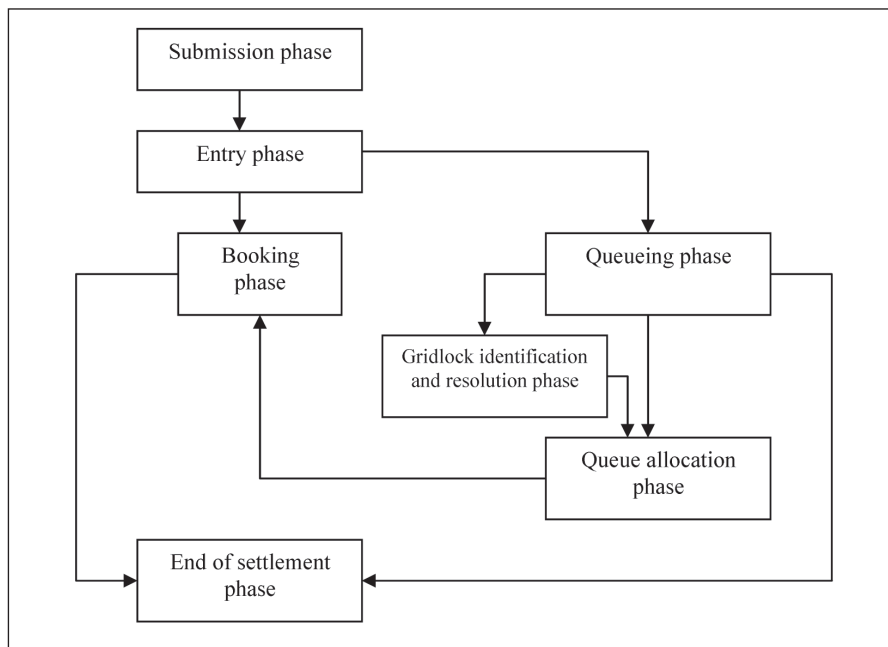 Submission phase
Entry phase
Booking
phase
Queueing phase
Gridlock identification
and resolution phase
Queue allocation
phase
End of settlement
phase